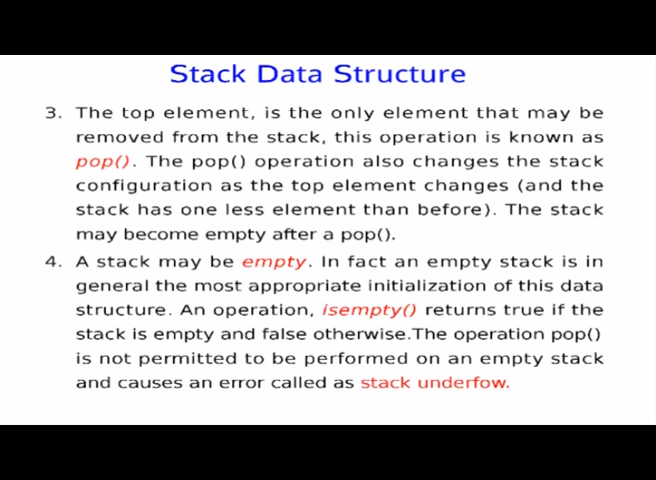 Stack Data Structure
3. The top element, is the only element that may be
removed from the stack, this operation is known as
pop(). The pop() operation also changes the stack
configuration as the top element changes (and the
stack has one less element than before). The stack
may become empty after a pop().
4. A stack may be empty. In fact an empty stack is in
general the most appropriate initialization of this data
structure. An operation, isempty() returns true if the
stack is empty and false otherwise.The operation pop()
is not permitted to be performed on an empty stack
and causes an error called as stack underfow.